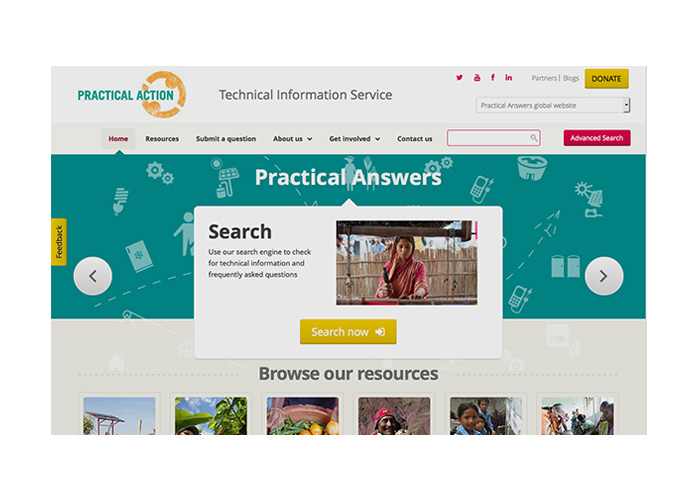 PRACTICAL ACTION
Technical Information Service
Partners | Blogs
DONATE
Practical Answers global website
Home
Resources
Submit a question
About us
Get involved
Contact us
Advanced Search
Practical Answers
Feedback
Search
Use our search engine to check
for technical information and
frequently asked questions
Search now
Browse our resources